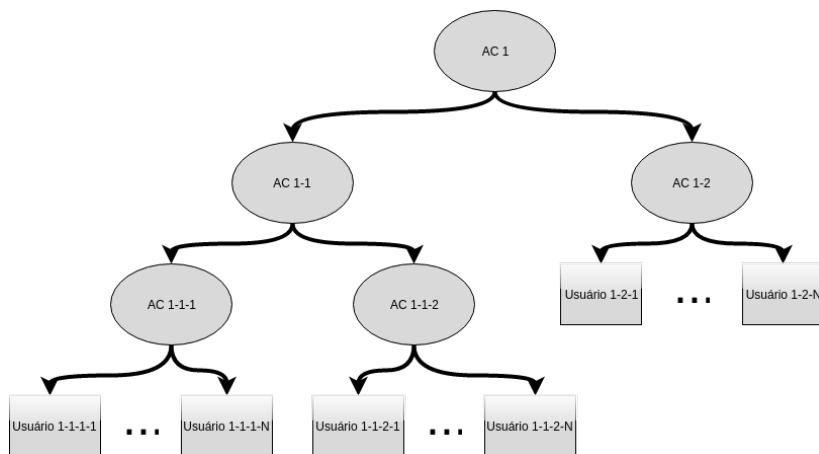 AC 1
AC 1-1
AC 1-2
AC 1-1-1
AC 1-1-2
Usuário 1-2-1
...
Usuário 1-2-N
Usuário 1-1-1-1
...
Usuário 1-1-1-N
Usuário 1-1-2-1
...
Usuário 1-1-2-N